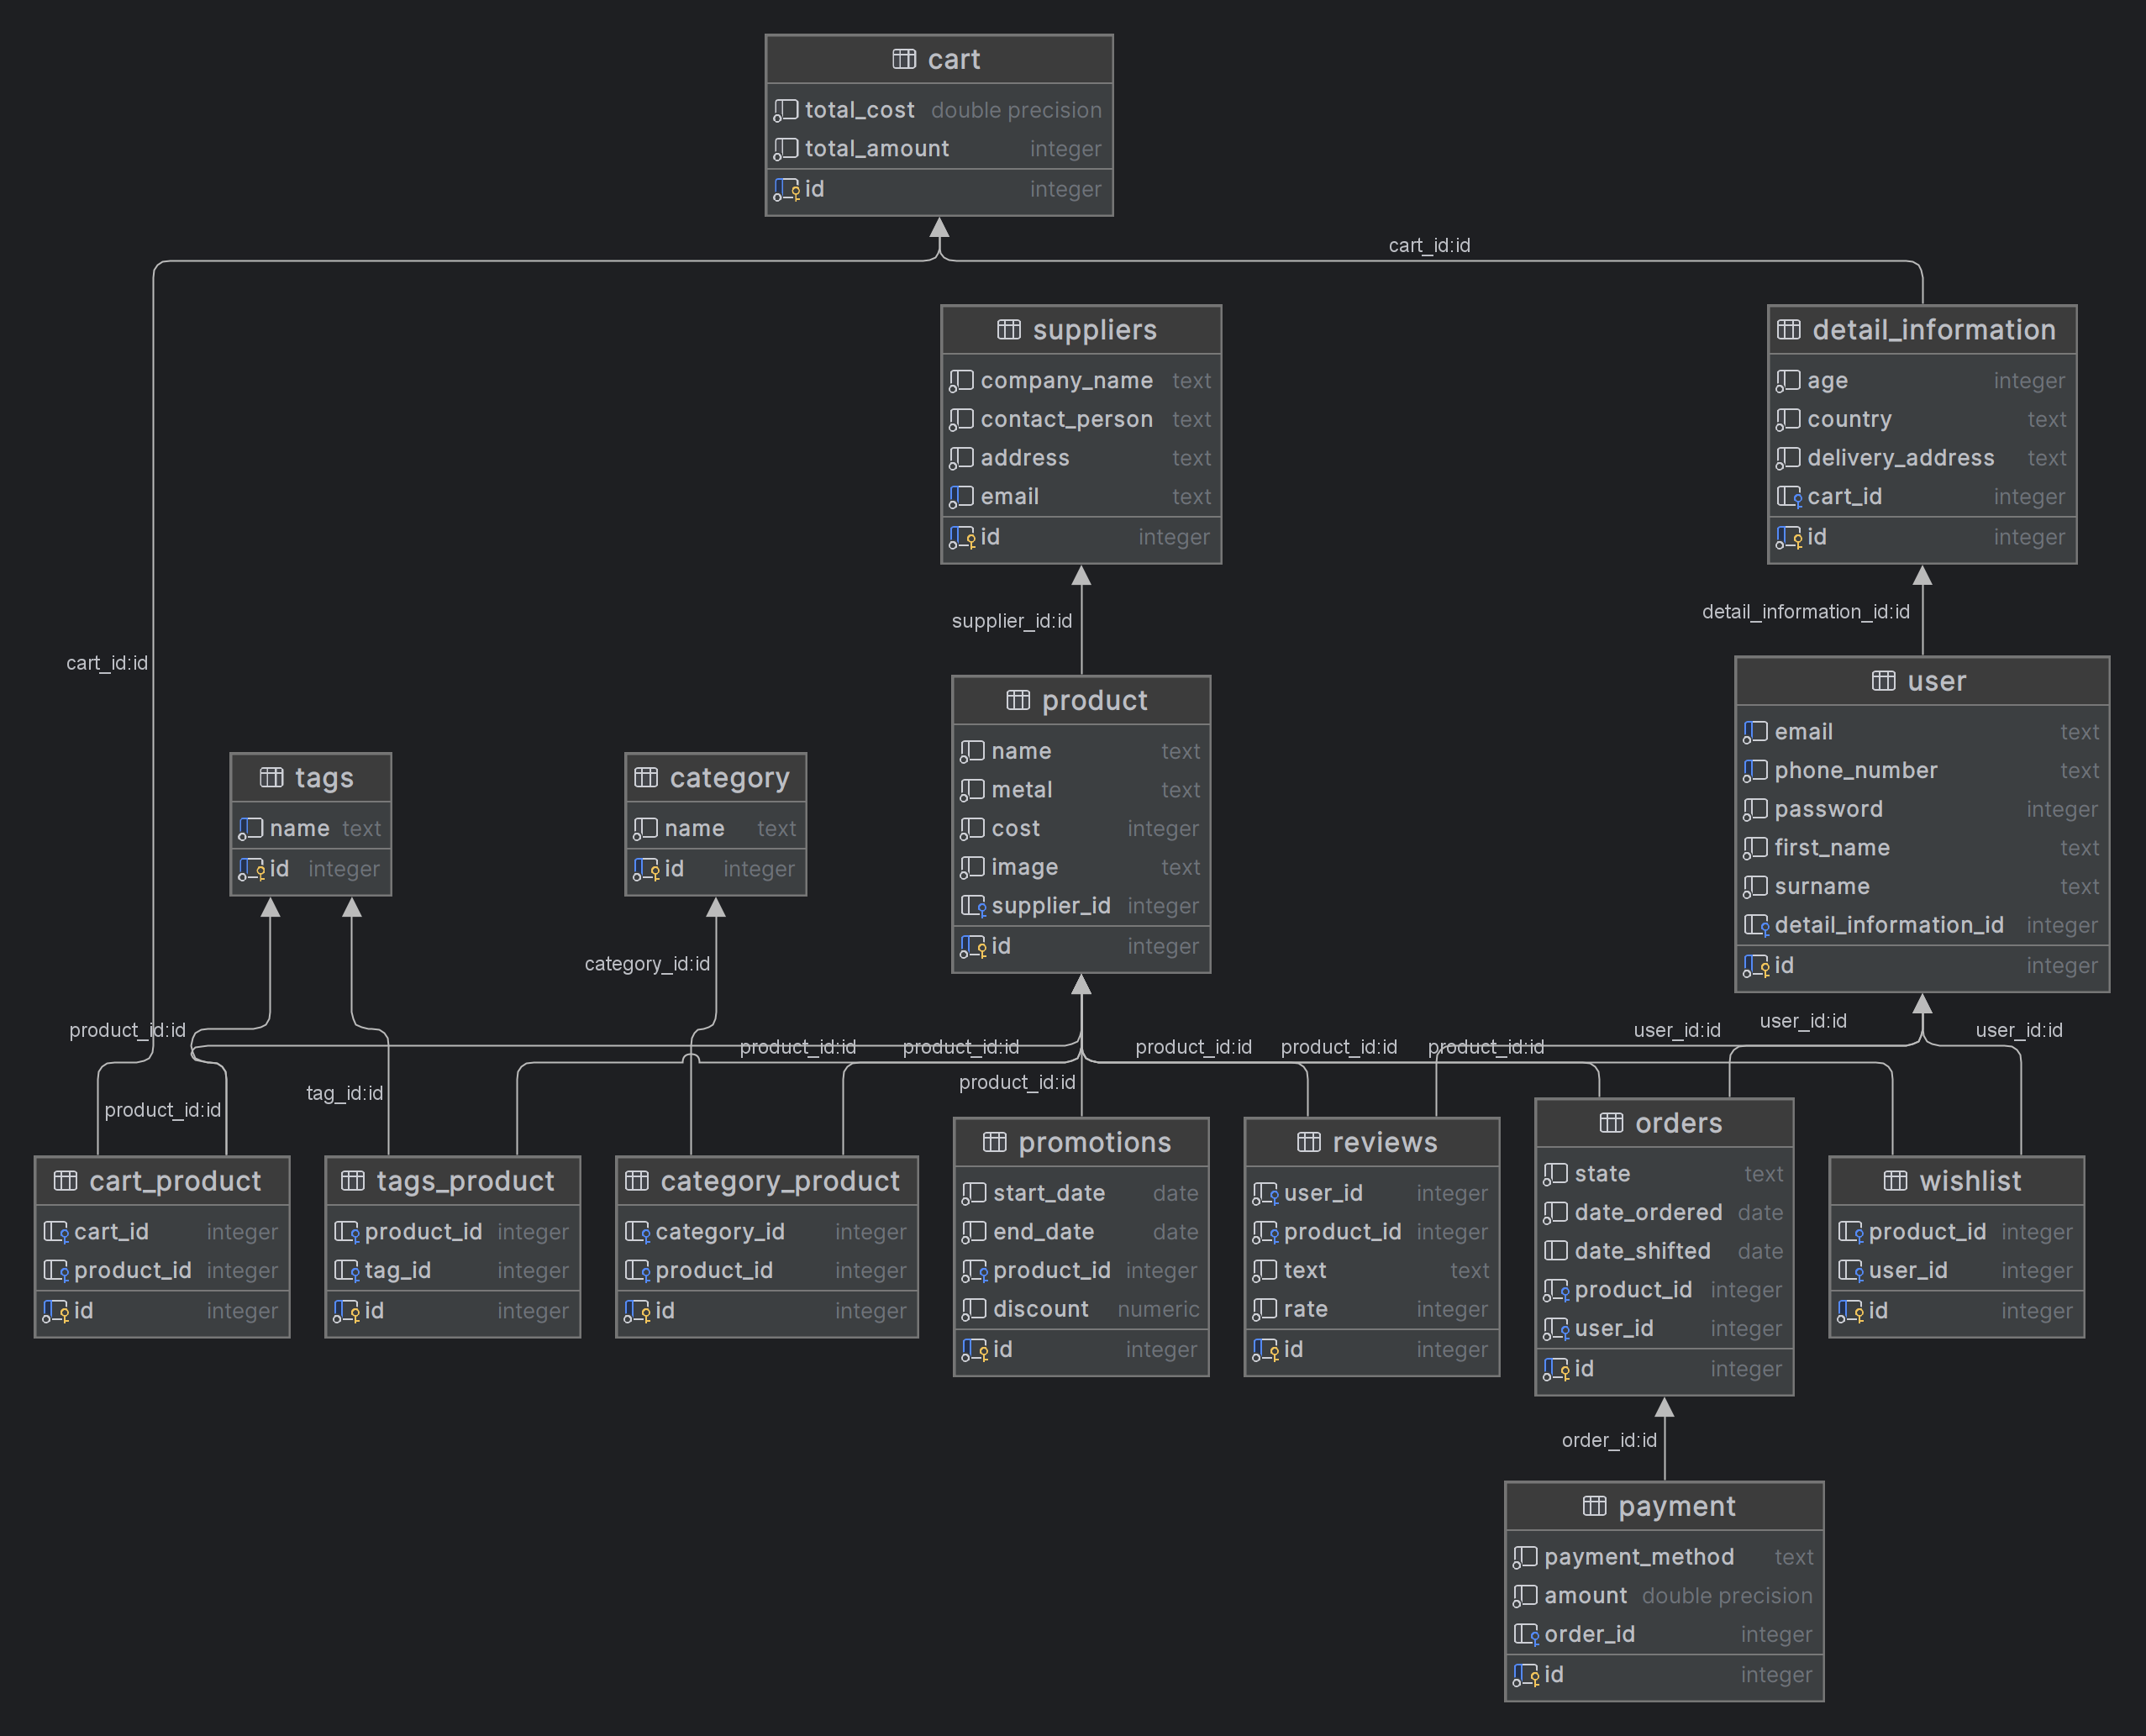 cart
total_cost double precision
total_amount integer
id integer
cart_id:id
suppliers
company_name text
contact_person text
address text
email text
id integer
detail_information
age integer
country text
delivery_address text
cart_id integer
id integer
supplier_id:id
detail_information_id:id
cart_id:id
product
name text
metal text
cost integer
image text
supplier_id integer
id integer
user
email text
phone_number text
password integer
first_name text
surname text
detail_information_id integer
id integer
tags
name text
id integer
category
name text
id integer
category_id:id
product_id:id
product_id:id
product_id:id
product_id:id
product_id:id
product_id:id
user_id:id
user_id:id
user_id:id
product_id:id
tag_id:id
product_id:id
cart_product
cart_id integer
product_id integer
id integer
tags_product
product_id integer
tag_id integer
id integer
category_product
category_id integer
product_id integer
id integer
promotions
start_date date
end_date date
product_id integer
discount numeric
id integer
reviews
user_id integer
product_id integer
text text
rate integer
id integer
orders
state text
date_ordered date
date_shifted date
product_id integer
user_id integer
id integer
wishlist
product_id integer
user_id integer
id integer
order_id:id
payment
payment_method text
amount double precision
order_id integer
id integer